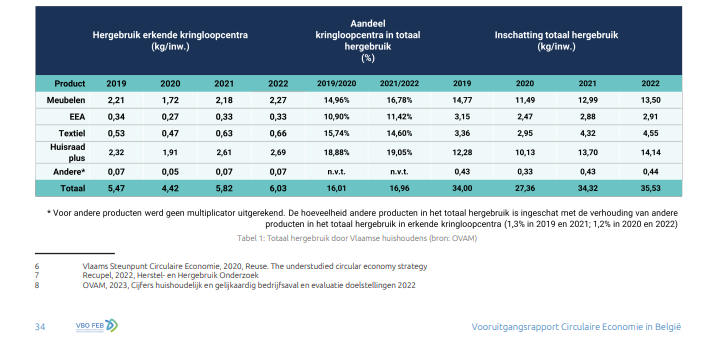 Hergebruik erkende kringloopcentra
(kg/inw.)
Aandeel
kringloopcentra in totaal
hergebruik
(%)
Inschatting totaal hergebruik
(kg/inw.)
Product 2019 2020 2021 2022 2019/2020 2021/2022 2019 2020 2021 2022
Meubelen 2,21 1,72 2,18 2,27 14,96% 16,78% 14,77 11,49 12,99 13,50
EEA 0,34 0,27 0,33 0,33 10,90% 11,42% 3,15 2,47 2,88 2,91
Textiel 0,53 0,47 0,63 0,66 15,74% 14,60% 3,36 2,95 4,32 4,55
Huisraad
plus 2,32 1,91 2,61 2,69 18,88% 19,05% 12,28 10,13 13,70 14,14
Andere* 0,07 0,05 0,07 0,07 n.v.t. n.v.t. 0,43 0,33 0,43 0,44
Totaal 5,47 4,42 5,82 6,03 16,01 16,96 34,00 27,36 34,32 35,53
* Voor andere producten werd geen multiplicator uitgerekend. De hoeveelheid andere producten in het totaal hergebruik is ingeschat met de verhouding van andere
producten in het totaal hergebruik in erkende kringloopcentra (1,3% in 2019 en 2021; 1,2% in 2020 en 2022)
Tabel 1: Totaal hergebruik door Vlaamse huishoudens (bron: OVAM)
6 Vlaams Steunpunt Circulaire Economie, 2020, Reuse. The understudied circular economy strategy
7 Recupel, 2022, Herstel- en Hergebruik Onderzoek
8 OVAM, 2023, Cijfers huishoudelijk en gelijkaardig bedrijfsaval en evaluatie doelstellingen 2022
34 VBO FEB Vooruitgangsrapport Circulaire Economie in België